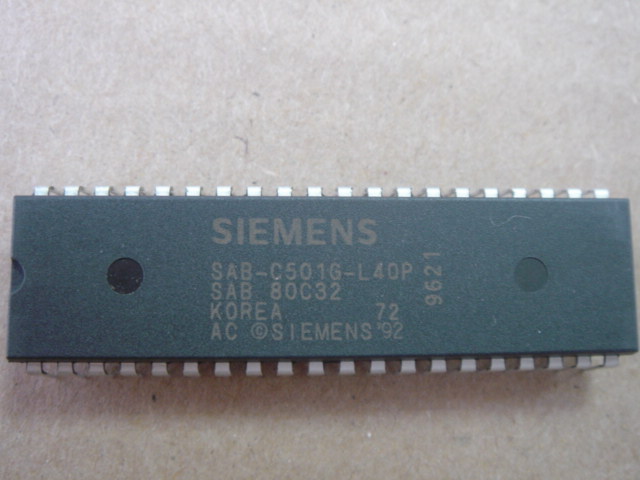 SIEMENS
SAB-C501G-L40P
SAB 80C32
KOREA 72
AC ©SIEMENS '92
9621